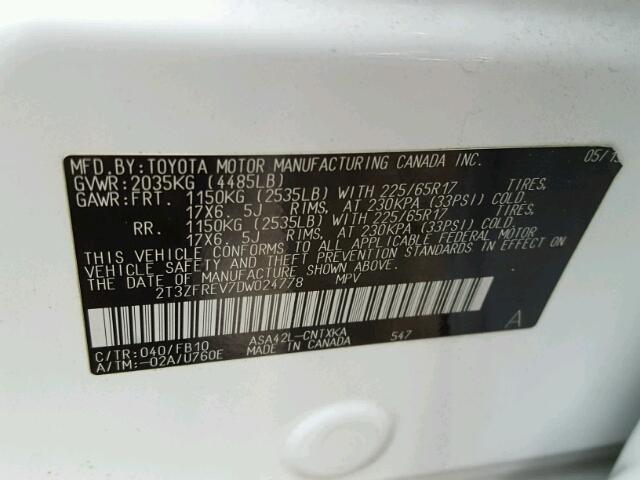 MFD.BY:TOYOTA MOTOR MANUFACTURING CANADA INC. 05/1
GVWR:2035KG (4485LB)
GAWR:FRT. 1150KG (2535LB) WITH 225/65R17 TIRES,
17X6. 5J RIMS, AT 230KPA (33PSI) COLD.
RR. 1150KG (2535LB) WITH 225/65R17 TIRES,
17X6. 5J RIMS, AT 230KPA (33PSI) COLD.
THIS VEHICLE CONFORMS TO ALL APPLICABLE FEDERAL MOTOR
VEHICLE SAFETY AND THEFT PREVENTION STANDARDS IN EFFECT ON
THE DATE OF MANUFACTURE SHOWN ABOVE.
2T3ZFREV7DW024778 MPV
C/TR:040/FB10 ASA42L-CNTXKA 547 A
A/TM:-02A/U760E MADE IN CANADA